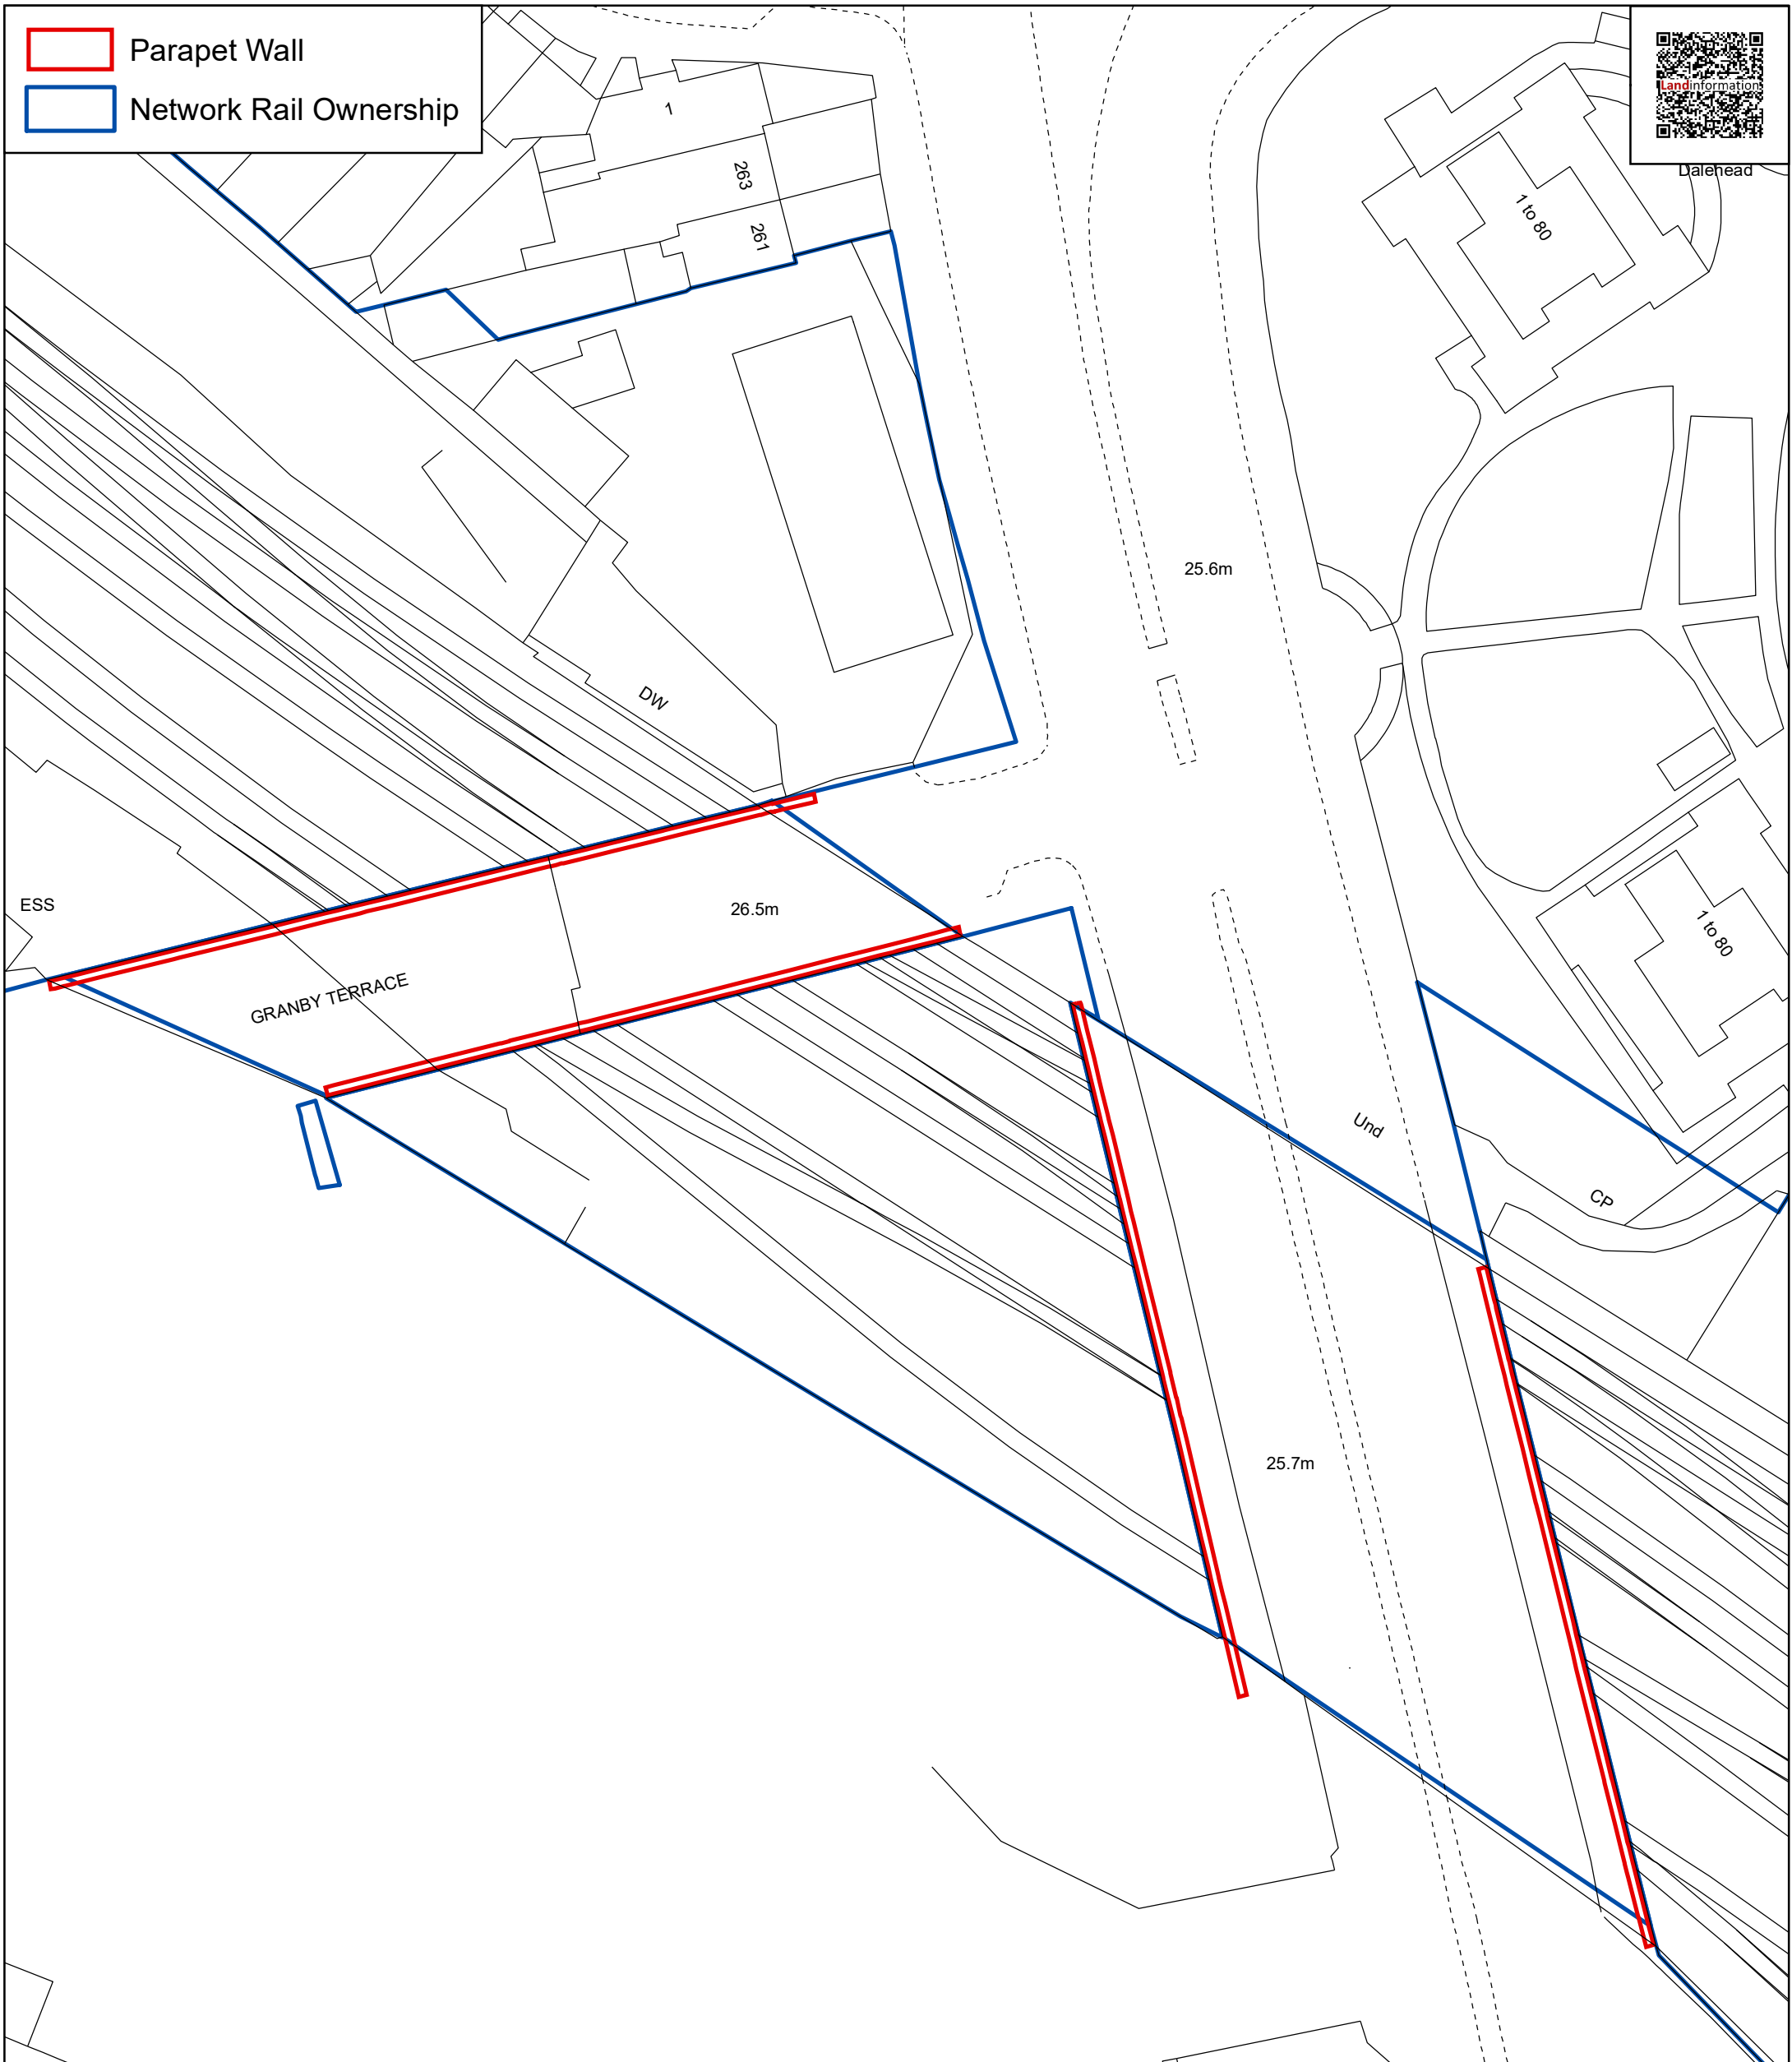 Parapet Wall
Network Rail Ownership
Landinformation
Dalehead
1
263
261
1 to 80
25.6m
DW
ESS
26.5m
1 to 80
GRANBY TERRACE
Und
CP
25.7m